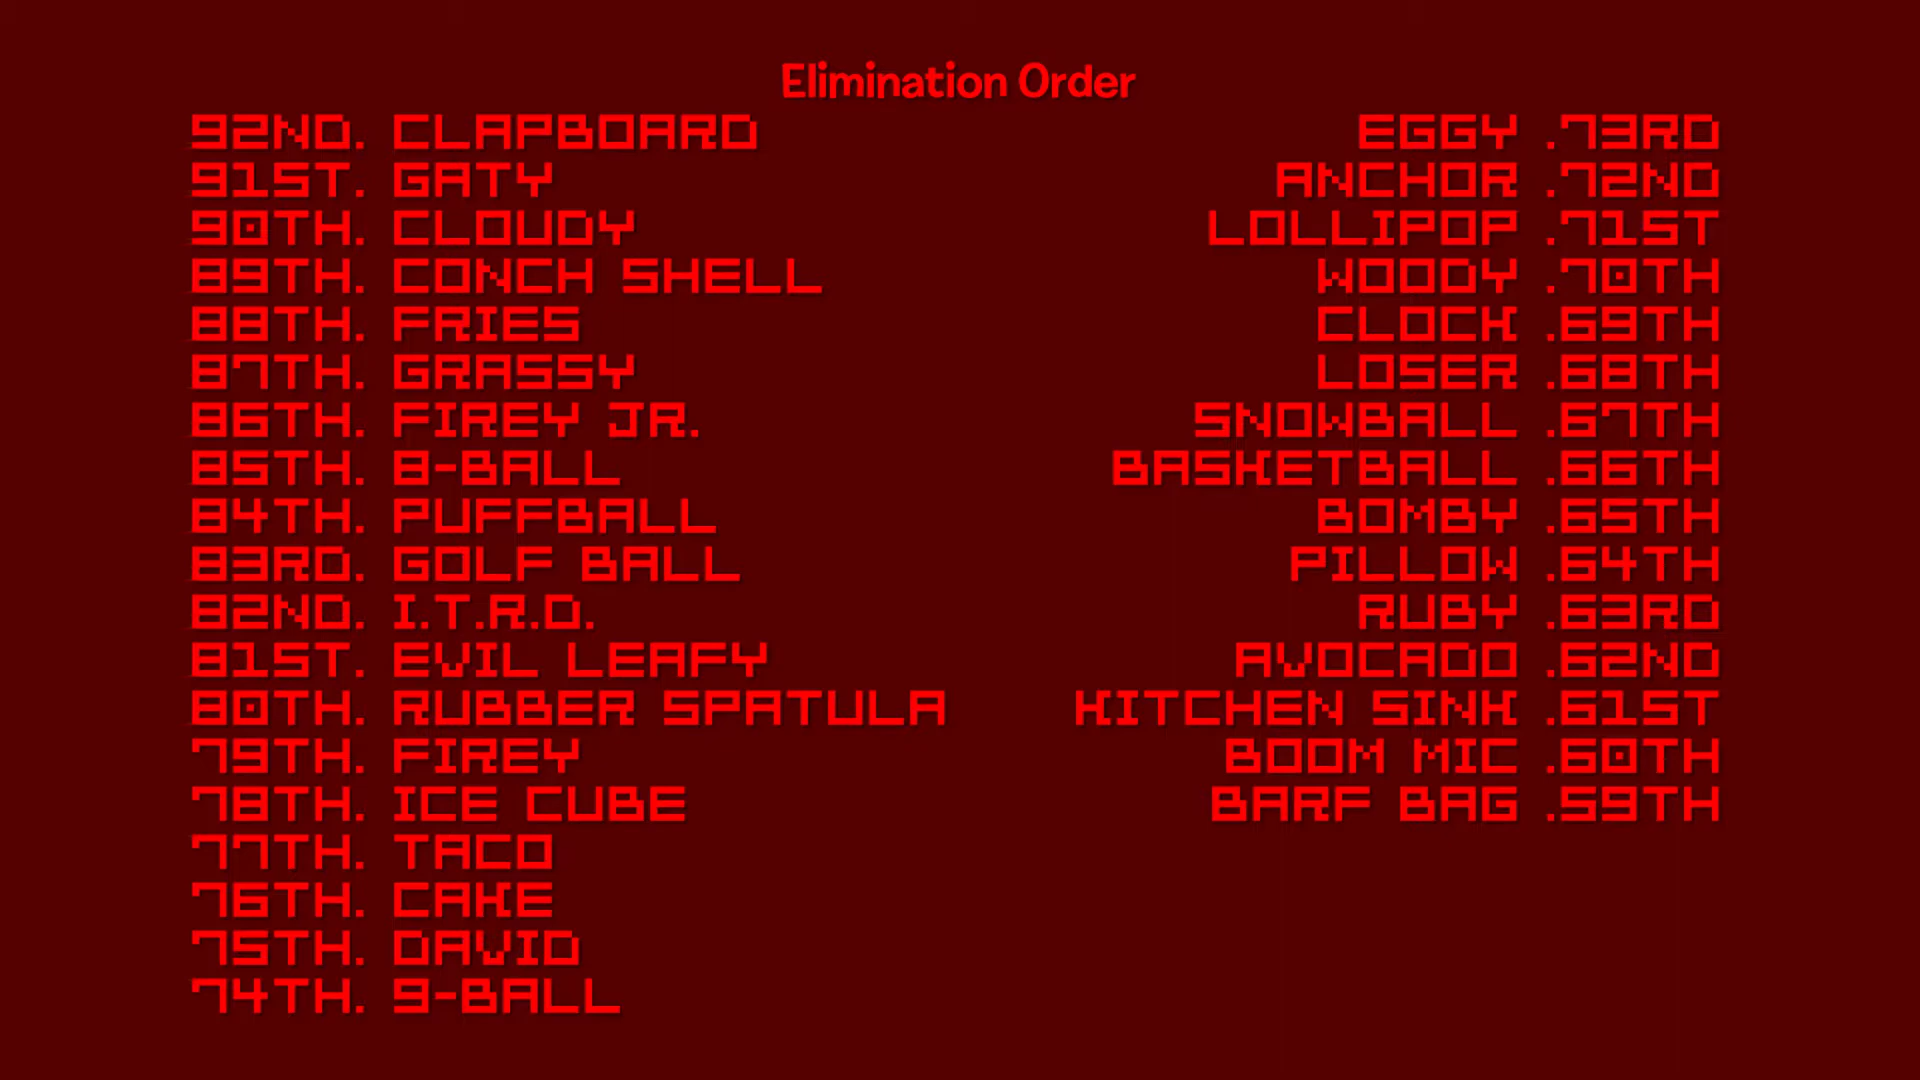 Elimination Order
92ND. CLAPBOARD
91ST. GATY
90TH. CLOUDY
89TH. CONCH SHELL
88TH. FRIES
87TH. GRASSY
86TH. FIREY JR.
85TH. 8-BALL
84TH. PUFFBALL
83RD. GOLF BALL
82ND. I.T.R.D.
81ST. EVIL LEAFY
80TH. RUBBER SPATULA
79TH. FIREY
78TH. ICE CUBE
77TH. TACO
76TH. CAKE
75TH. DAVID
74TH. 9-BALL
EGGY .73RD
ANCHOR .72ND
LOLLIPOP .71ST
WOODY .70TH
CLOCK .69TH
LOSER .68TH
SNOWBALL .67TH
BASKETBALL .66TH
BOMBY .65TH
PILLOW .64TH
RUBY .63RD
AVOCADO .62ND
KITCHEN SINK .61ST
BOOM MIC .60TH
BARF BAG .59TH